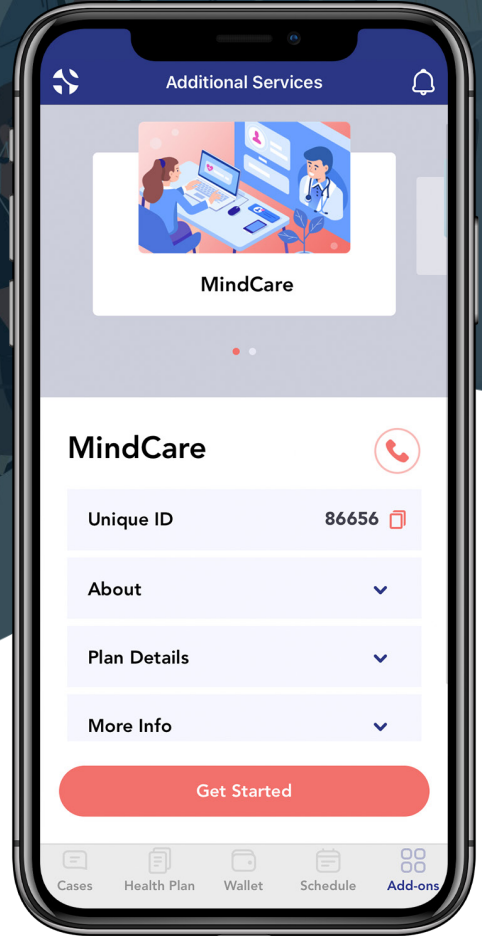 Additional Services
MindCare
MindCare
Unique ID 86656
About
Plan Details
More Info
Get Started
Cases Health Plan Wallet Schedule Add-ons